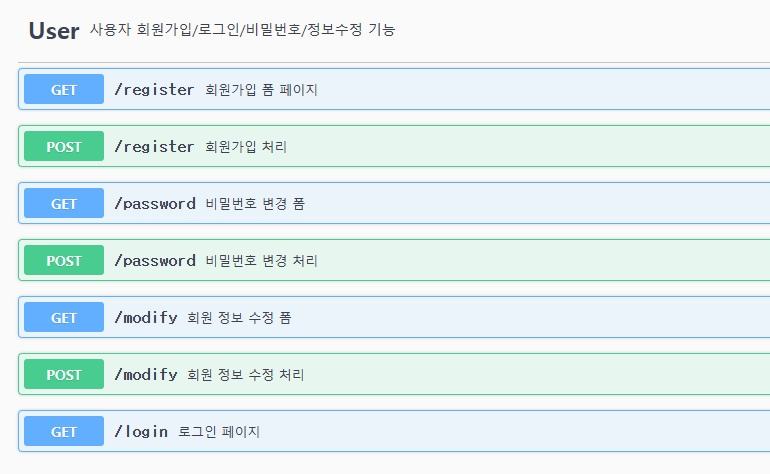 User 사용자 회원가입/로그인/비밀번호/정보수정 기능
GET /register 회원가입 폼 페이지
POST /register 회원가입 처리
GET /password 비밀번호 변경 폼
POST /password 비밀번호 변경 처리
GET /modify 회원 정보 수정 폼
POST /modify 회원 정보 수정 처리
GET /login 로그인 페이지